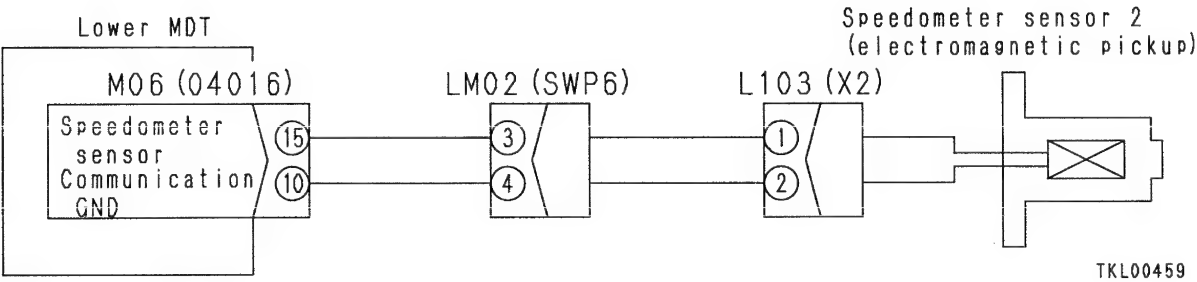 Lower MDT
Speedometer sensor 2
(electromagnetic pickup)
M06 (04016)
LM02 (SWP6)
L103 (X2)
Speedometer
sensor
Communication
GND
15
10
3
4
1
2
TKL00459